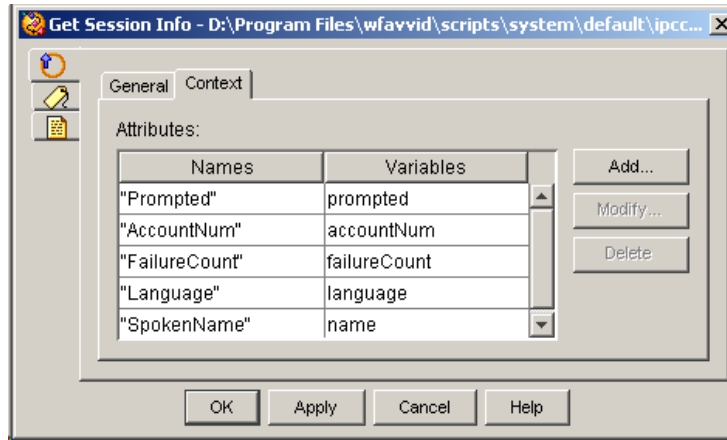 Get Session Info - D:\Program Files\wfavvid\scripts\system\default\ipcc...
General Context
Attributes:
Names Variables
"Prompted" prompted
"AccountNum" accountNum
"FailureCount" failureCount
"Language" language
"SpokenName" name
Add...
Modify...
Delete
OK Apply Cancel Help